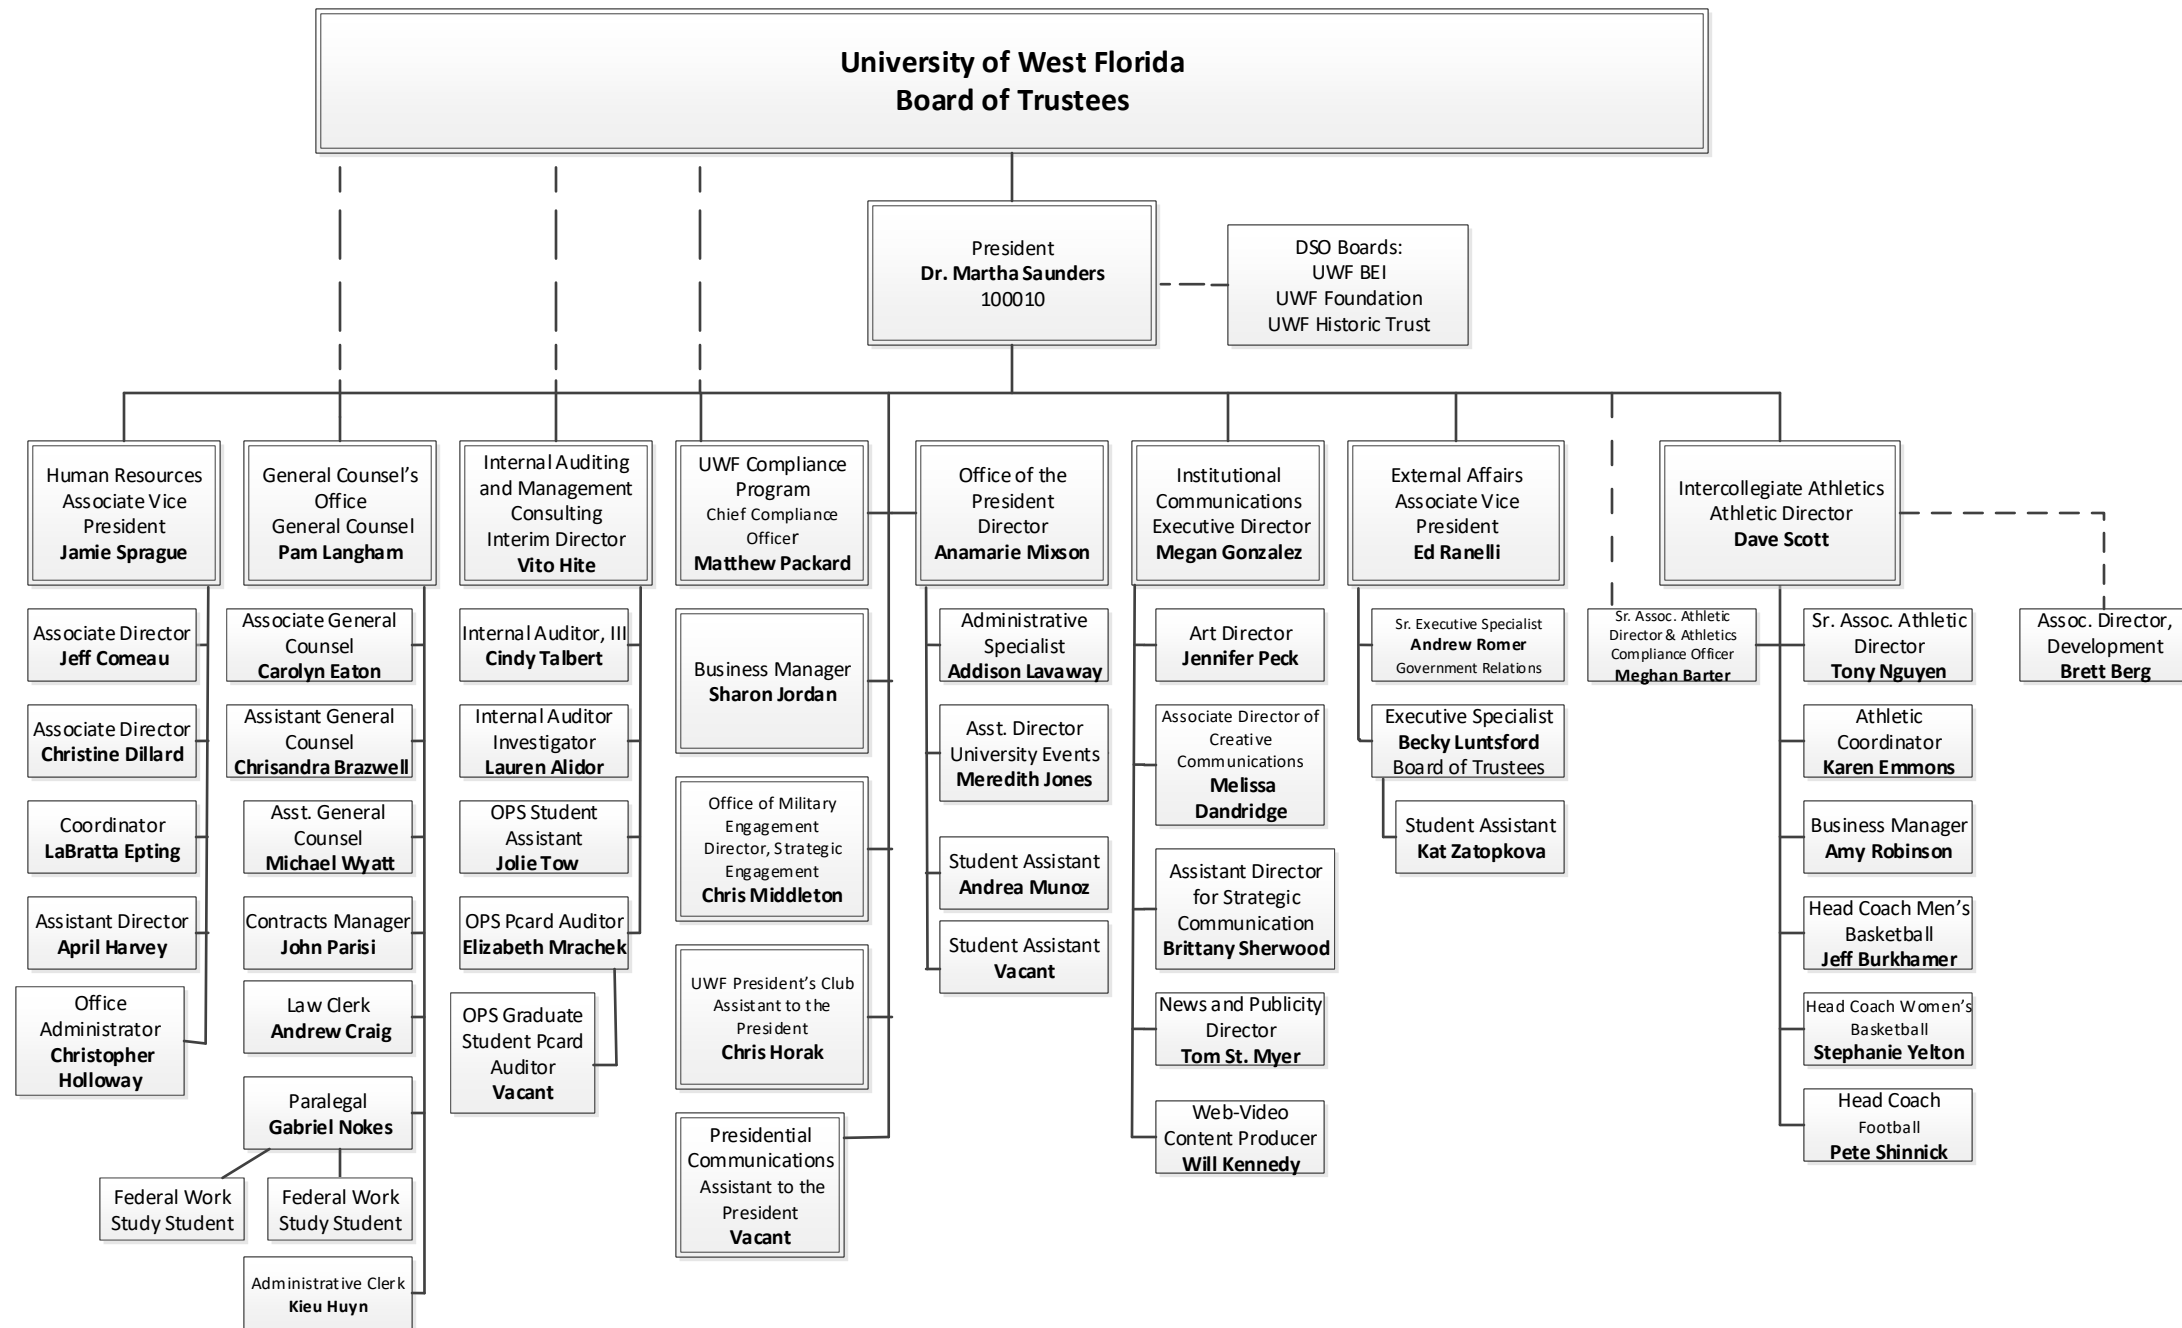 University of West Florida
Board of Trustees
President
Dr. Martha Saunders
100010
DSO Boards:
UWF BEI
UWF Foundation
UWF Historic Trust
Human Resources
Associate Vice
President
Jamie Sprague
General Counsel's
Office
General Counsel
Pam Langham
Internal Auditing
and Management
Consulting
Interim Director
Vito Hite
UWF Compliance
Program
Chief Compliance
Officer
Matthew Packard
Office of the
President
Director
Anamarie Mixson
Institutional
Communications
Executive Director
Megan Gonzalez
External Affairs
Associate Vice
President
Ed Ranelli
Intercollegiate Athletics
Athletic Director
Dave Scott
Associate Director
Jeff Comeau
Associate Director
Christine Dillard
Coordinator
LaBratta Epting
Assistant Director
April Harvey
Office
Administrator
Christopher
Holloway
Associate General
Counsel
Carolyn Eaton
Assistant General
Counsel
Chrisandra Brazwell
Asst. General
Counsel
Michael Wyatt
Contracts Manager
John Parisi
Law Clerk
Andrew Craig
Paralegal
Gabriel Nokes
Federal Work
Study Student
Federal Work
Study Student
Administrative Clerk
Kieu Huyn
Internal Auditor, III
Cindy Talbert
Internal Auditor
Investigator
Lauren Alidor
OPS Student
Assistant
Jolie Tow
OPS Pcard Auditor
Elizabeth Mrachek
OPS Graduate
Student Pcard
Auditor
Vacant
Business Manager
Sharon Jordan
Office of Military
Engagement
Director, Strategic
Engagement
Chris Middleton
UWF President's Club
Assistant to the
President
Chris Horak
Presidential
Communications
Assistant to the
President
Vacant
Administrative
Specialist
Addison Lavaway
Asst. Director
University Events
Meredith Jones
Student Assistant
Andrea Munoz
Student Assistant
Vacant
Art Director
Jennifer Peck
Associate Director of
Creative
Communications
Melissa
Dandridge
Assistant Director
for Strategic
Communication
Brittany Sherwood
News and Publicity
Director
Tom St. Myer
Web-Video
Content Producer
Will Kennedy
Sr. Executive Specialist
Andrew Romer
Government Relations
Executive Specialist
Becky Luntsford
Board of Trustees
Student Assistant
Kat Zatopkova
Sr. Assoc. Athletic
Director & Athletics
Compliance Officer
Meghan Barter
Sr. Assoc. Athletic
Director
Tony Nguyen
Athletic
Coordinator
Karen Emmons
Business Manager
Amy Robinson
Head Coach Men's
Basketball
Jeff Burkhamer
Head Coach Women's
Basketball
Stephanie Yelton
Head Coach
Football
Pete Shinnick
Assoc. Director,
Development
Brett Berg